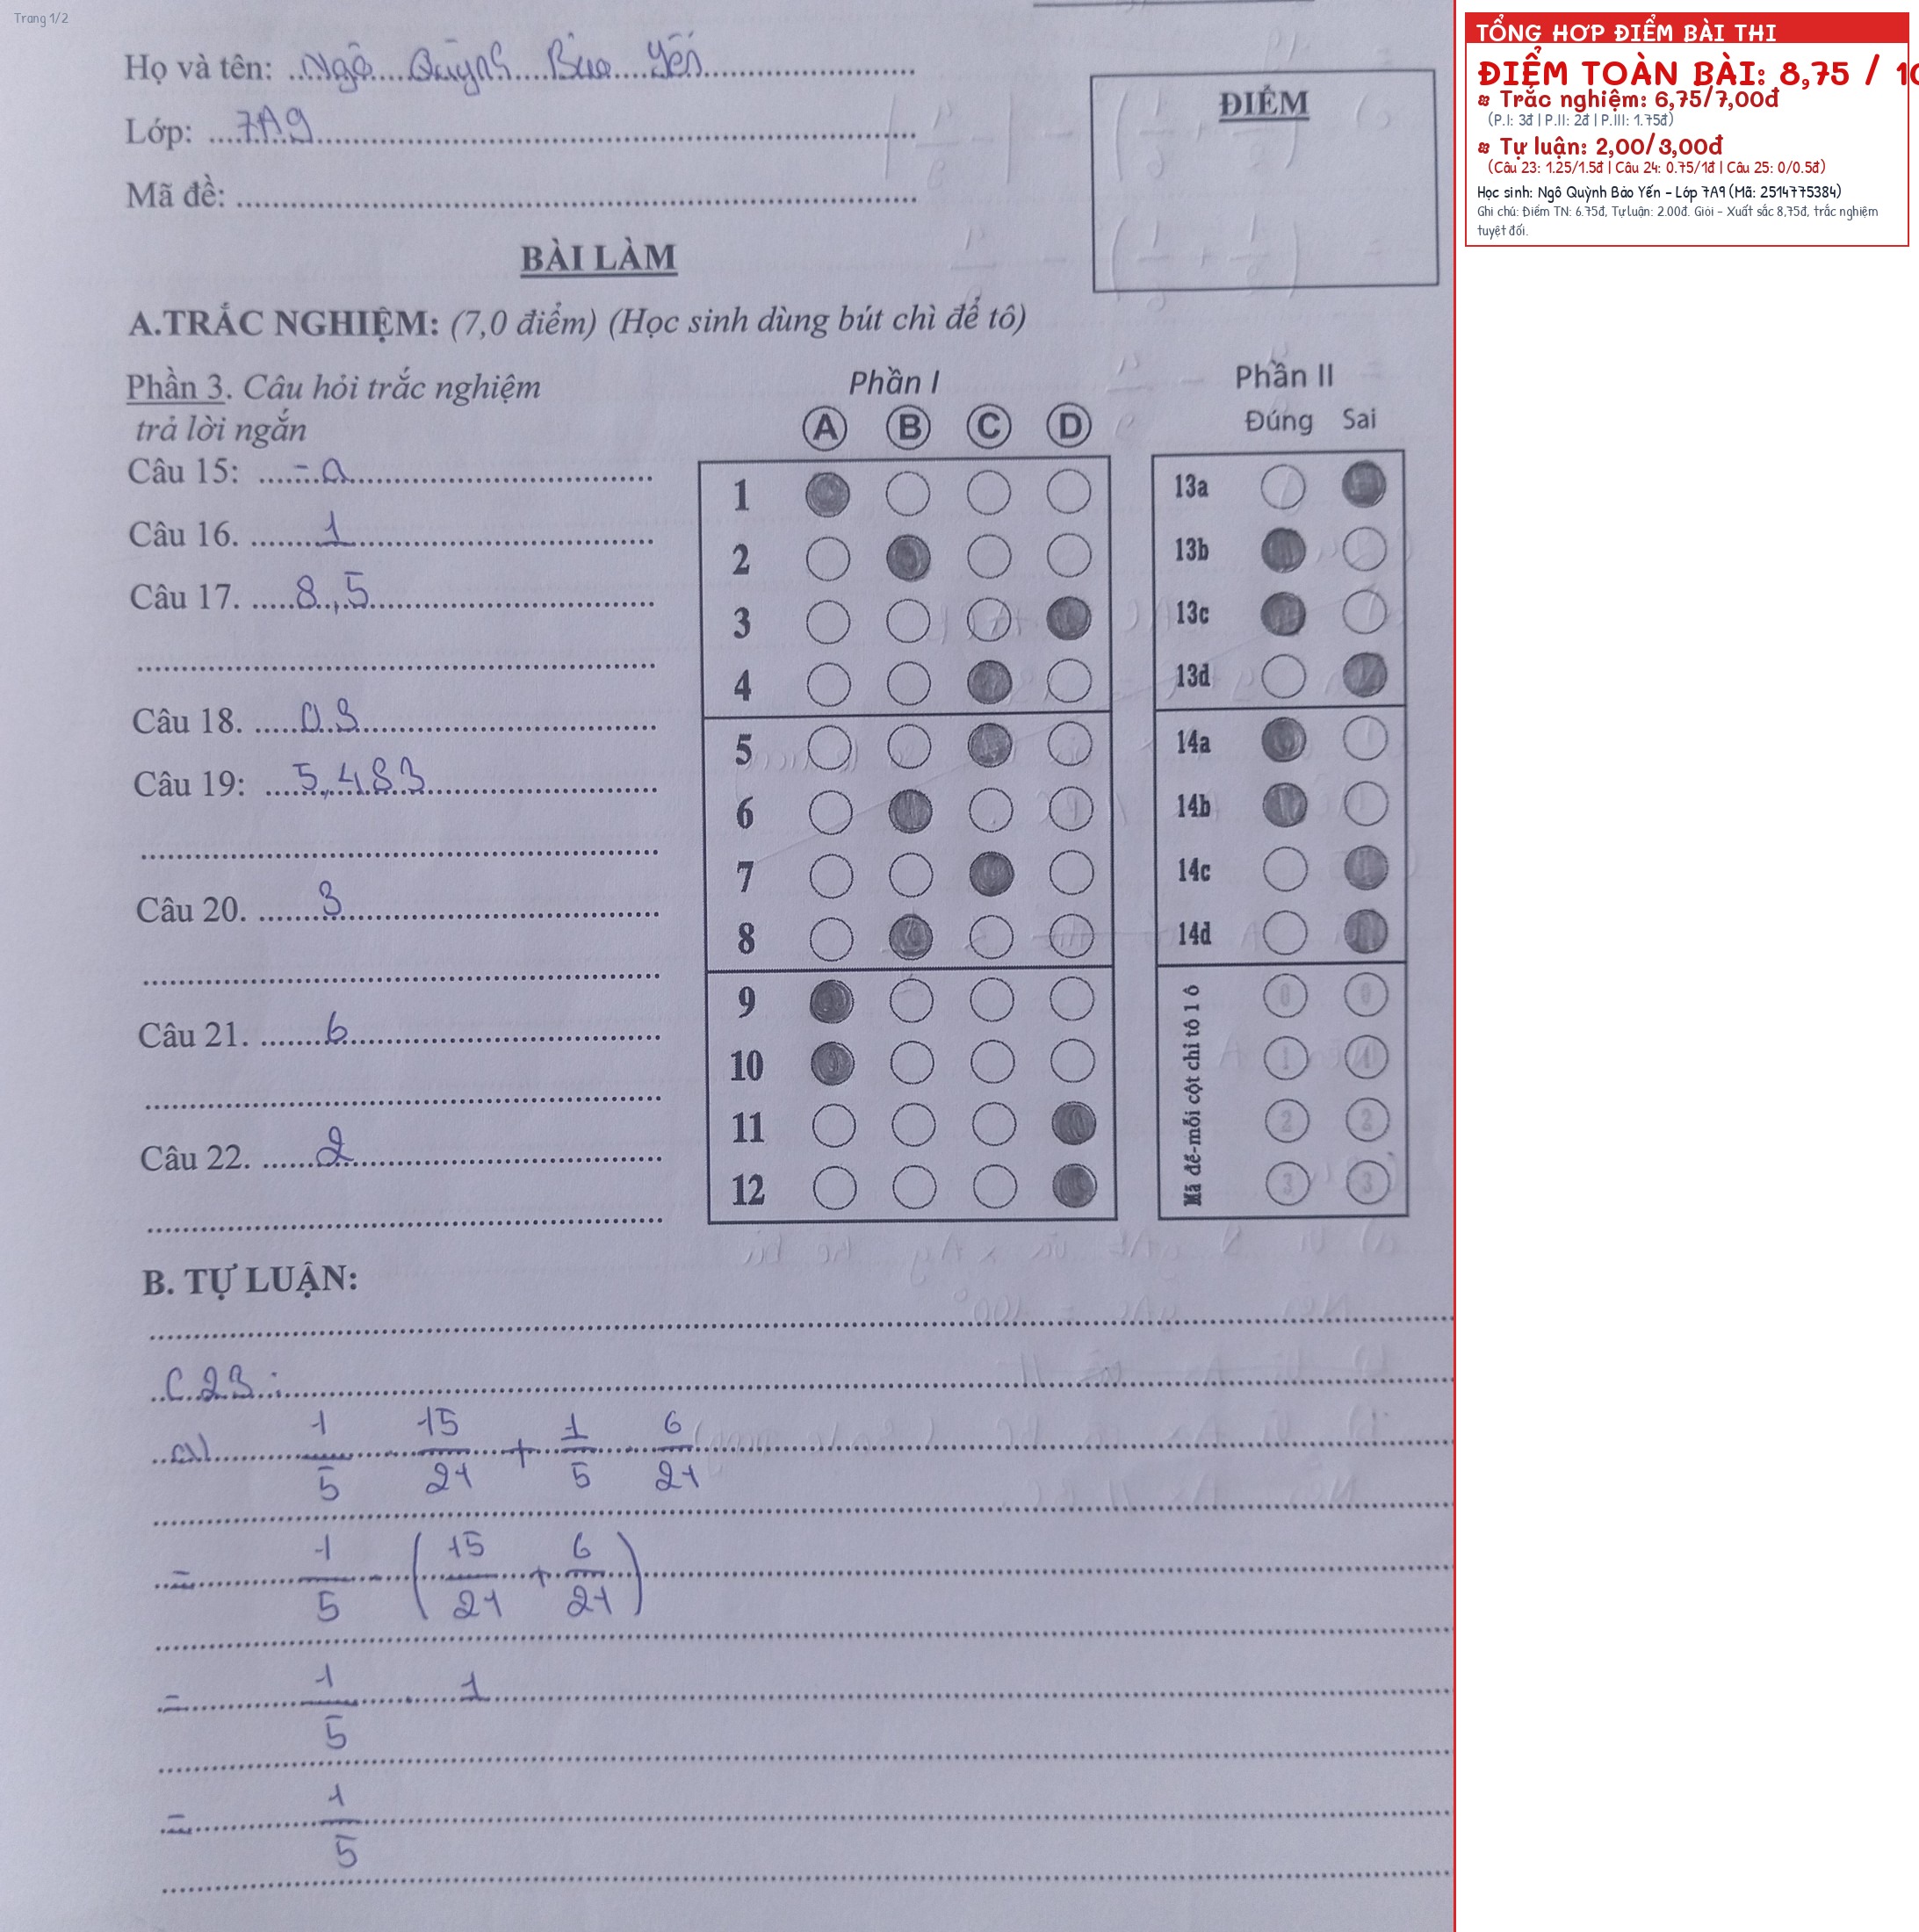 Trang 1/2
Họ và tên: Ngô Quỳnh Bảo Yến
Lớp: 7A9
Mã đề:
ĐIỂM
BÀI LÀM
A.TRẮC NGHIỆM: (7,0 điểm) (Học sinh dùng bút chì để tô)
Phần 3. Câu hỏi trắc nghiệm
trả lời ngắn
Câu 15: -a
Câu 16. 1
Câu 17. 8,5
Câu 18. 03
Câu 19: 5,483
Câu 20. 3
Câu 21. 6
Câu 22. 2
Phần I
A B C D
1
2
3
4
5
6
7
8
9
10
11
12
Phần II
Đúng Sai
13a
13b
13c
13d
14a
14b
14c
14d
Mã đề-mỗi cột chỉ tô 1 ô
0 0
1 1
2 2
3 3
B. TỰ LUẬN:
C.23:
a) 1/5 . 15/21 + 1/5 . 6/21
= 1/5 . (15/21 + 6/21)
= 1/5 . 1
= 1/5
TỔNG HỢP ĐIỂM BÀI THI
ĐIỂM TOÀN BÀI: 8,75 / 10
Trắc nghiệm: 6,75/7,00đ
(P.I: 3đ | P.II: 2đ | P.III: 1.75đ)
Tự luận: 2,00/3,00đ
(Câu 23: 1.25/1.5đ | Câu 24: 0.75/1đ | Câu 25: 0/0.5đ)
Học sinh: Ngô Quỳnh Bảo Yến - Lớp 7A9 (Mã: 2514775384)
Ghi chú: Điểm TN: 6.75đ, Tự luận: 2.00đ. Giỏi - Xuất sắc 8,75đ, trắc nghiệm
tuyệt đối.